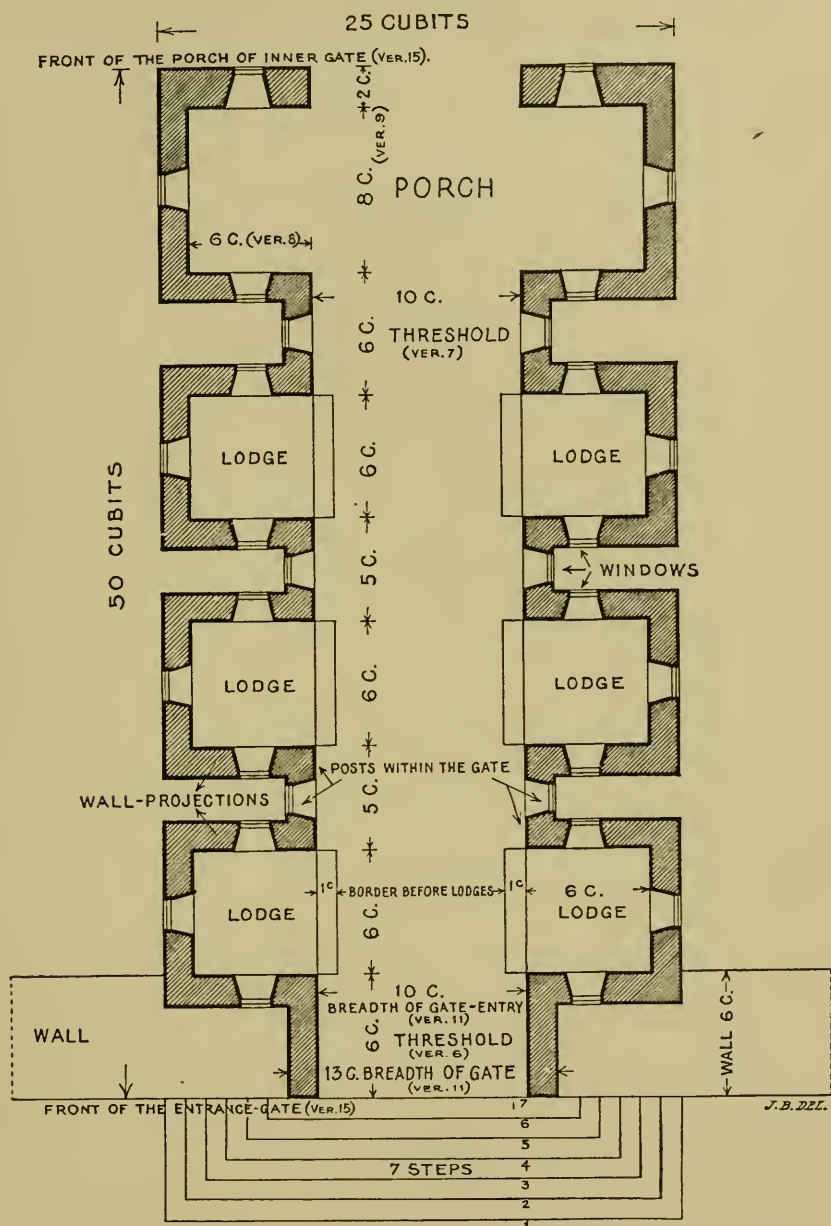 25 CUBITS
FRONT OF THE PORCH OF INNER GATE (VER.15).
2 C.
8 C.
(VER.9)
PORCH
6 C. (VER.8)
10 C.
6 C.
THRESHOLD
(VER.7)
50 CUBITS
LODGE
6 C.
LODGE
5 C.
WINDOWS
LODGE
6 C.
LODGE
POSTS WITHIN THE GATE
WALL-PROJECTIONS
5 C.
1 C
BORDER BEFORE LODGES
1 C
6 C.
LODGE
6 C.
LODGE
10 C.
BREADTH OF GATE-ENTRY
(VER.11)
WALL
6 C.
THRESHOLD
(VER.6)
WALL 6 C.
13 C. BREADTH OF GATE
(VER.11)
FRONT OF THE ENTRANCE-GATE (VER.15)
J.B. DEL.
7
6
5
7 STEPS
4
3
2
1